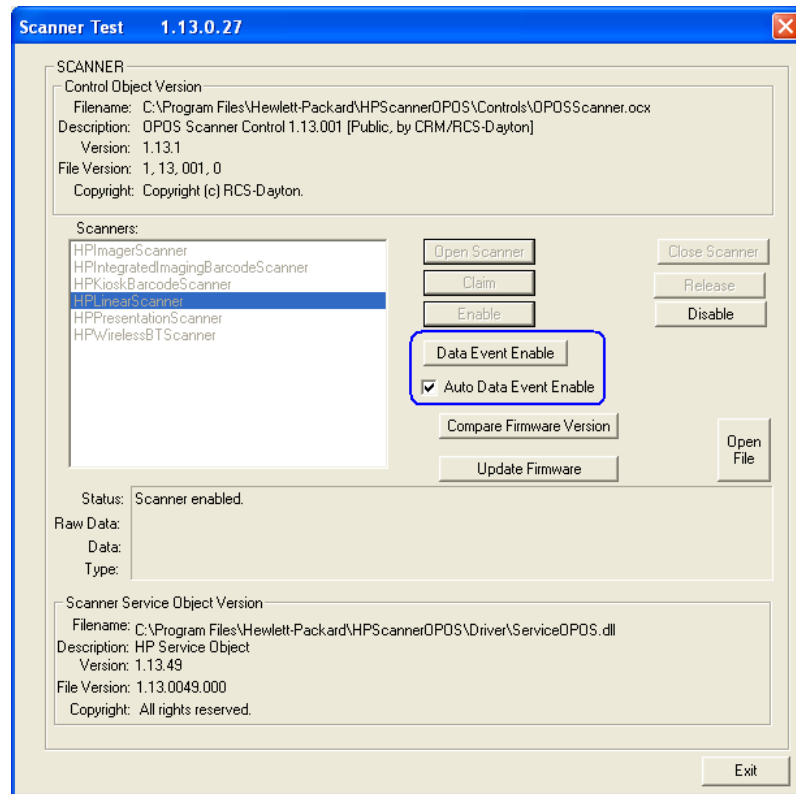 Scanner Test 1.13.0.27
SCANNER
Control Object Version
Filename: C:\Program Files\Hewlett-Packard\HPScannerOPOS\Controls\OPOSScanner.ocx
Description: OPOS Scanner Control 1.13.001 [Public, by CRM/RCS-Dayton]
Version: 1.13.1
File Version: 1, 13, 001, 0
Copyright: Copyright (c) RCS-Dayton.
Scanners:
HPImagerScanner
HPIntegratedImagingBarcodeScanner
HPKioskBarcodeScanner
HPLinearScanner
HPPresentationScanner
HPWirelessBTScanner
Open Scanner
Close Scanner
Claim
Release
Enable
Disable
Data Event Enable
Auto Data Event Enable
Compare Firmware Version
Update Firmware
Open
File
Status: Scanner enabled.
Raw Data:
Data:
Type:
Scanner Service Object Version
Filename: C:\Program Files\Hewlett-Packard\HPScannerOPOS\Driver\ServiceOPOS.dll
Description: HP Service Object
Version: 1.13.49
File Version: 1.13.0049.000
Copyright: All rights reserved.
Exit